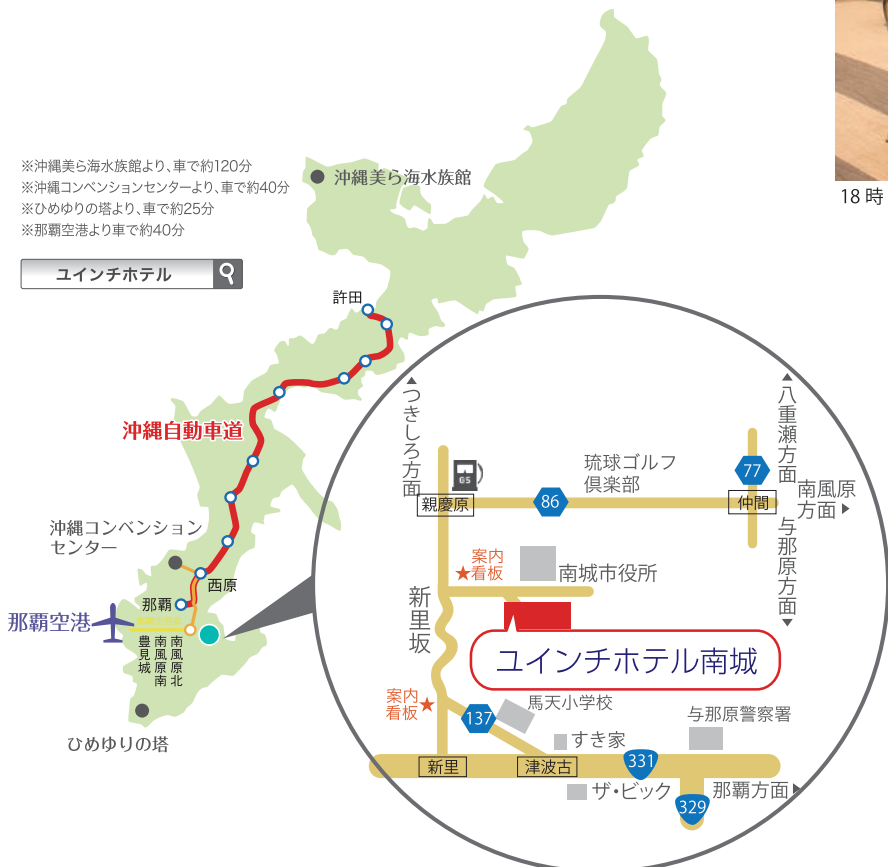 18時
※沖縄美ら海水族館より、車で約120分
※沖縄コンベンションセンターより、車で約40分
※ひめゆりの塔より、車で約25分
※那覇空港より車で約40分
ユインチホテル
沖縄美ら海水族館
許田
沖縄自動車道
沖縄コンベンション
センター
西原
那覇
那覇空港
南風原北
南風原南
豊見城
ひめゆりの塔
▲つきしろ方面
▲八重瀬方面
77
琉球ゴルフ
倶楽部
GS
親慶原
86
仲間
南風原
方面▶
与那原方面▼
案内
看板
★
南城市役所
新里坂
ユインチホテル南城
案内
看板
★
馬天小学校
137
与那原警察署
すき家
新里
津波古
331
ザ・ビック
那覇方面▶
329